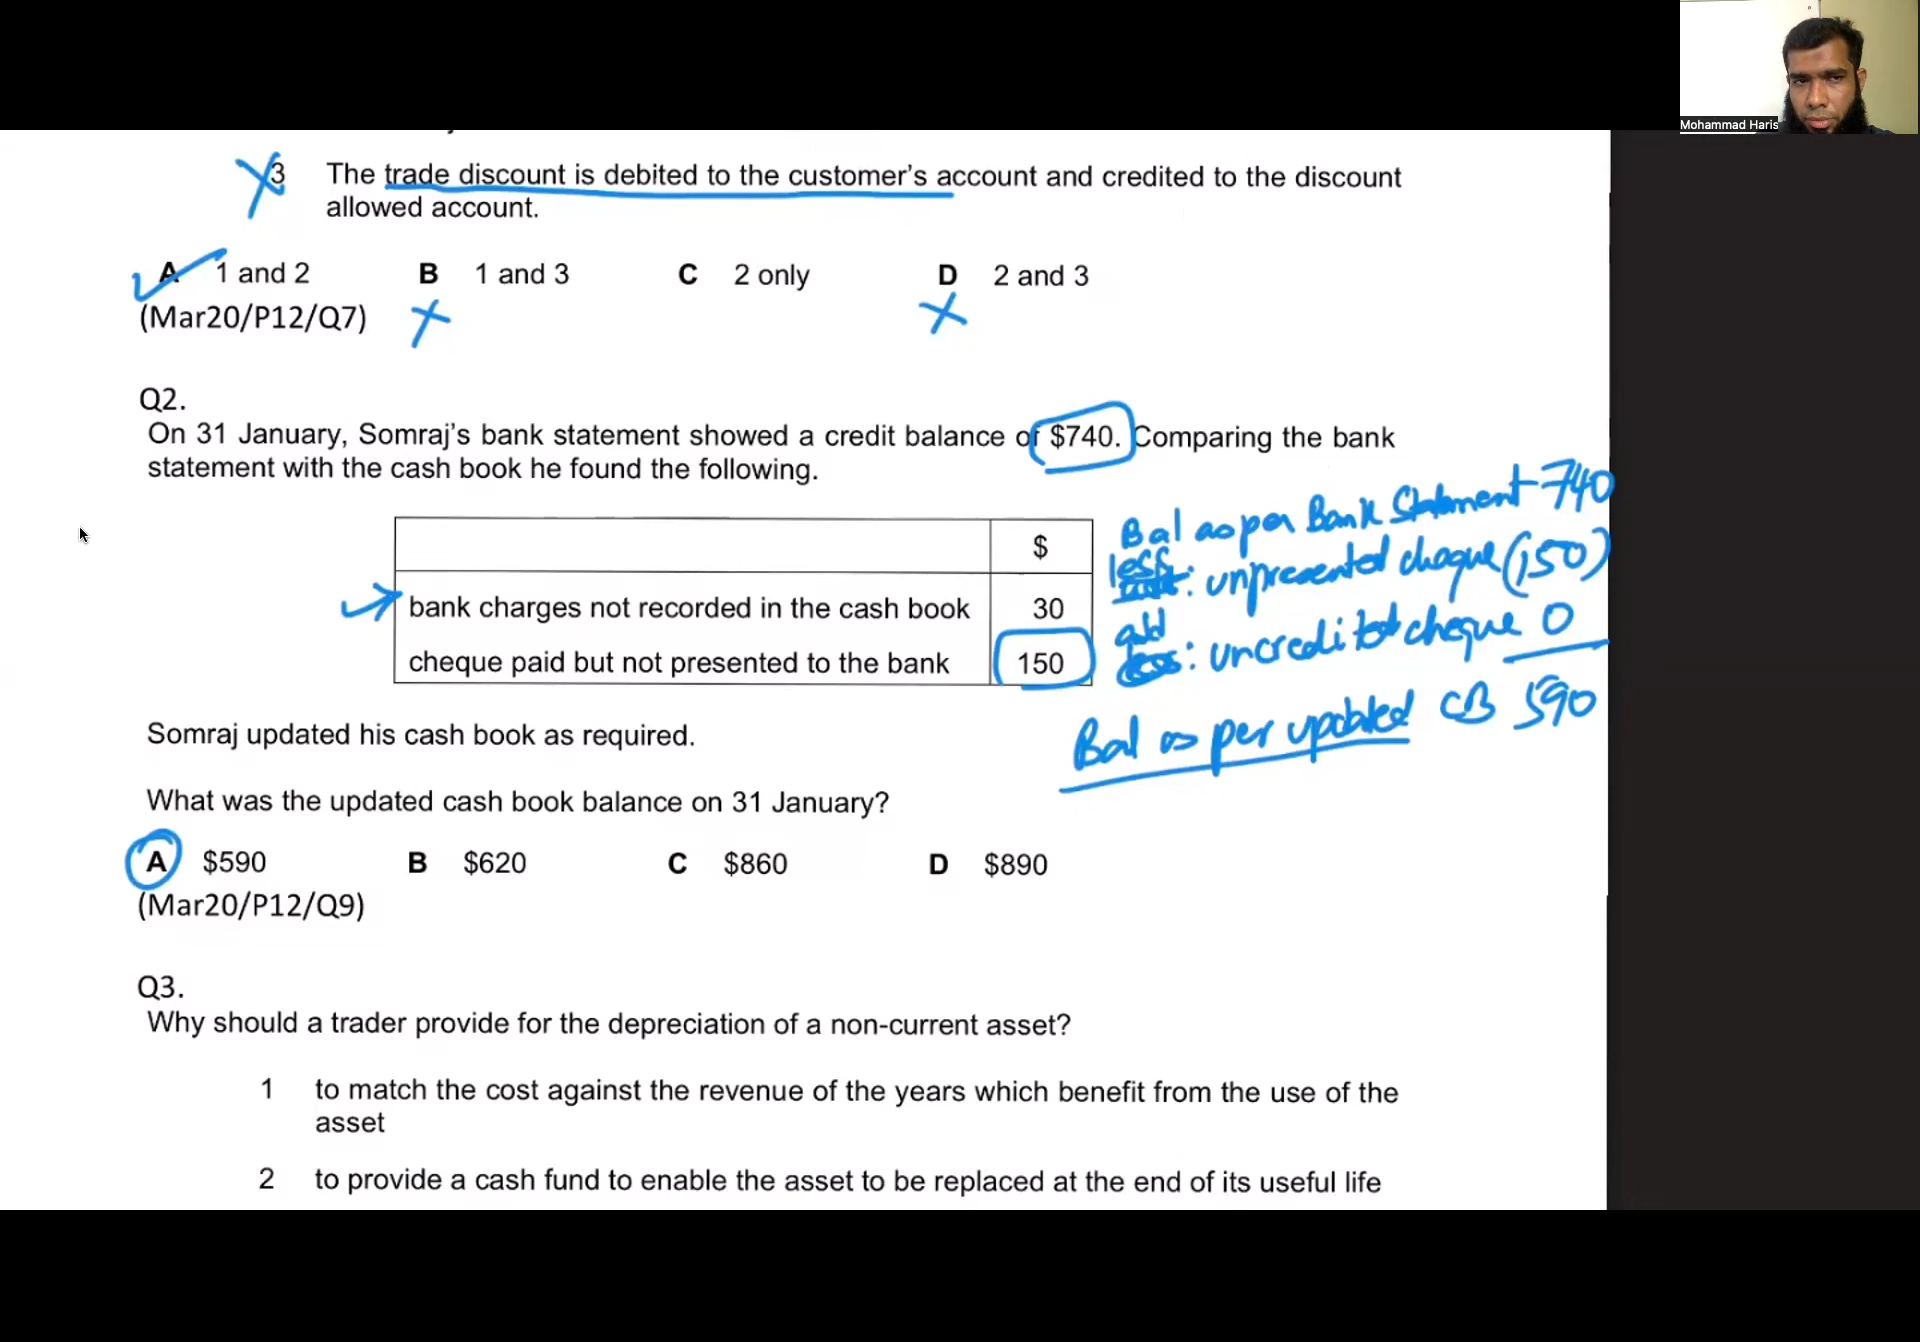 Mohammad Haris
3 The trade discount is debited to the customer's account and credited to the discount
allowed account.
A 1 and 2 B 1 and 3 C 2 only D 2 and 3
(Mar20/P12/Q7)
Q2.
On 31 January, Somraj's bank statement showed a credit balance of $740. Comparing the bank
statement with the cash book he found the following.
$
bank charges not recorded in the cash book 30
cheque paid but not presented to the bank 150
Bal as per Bank Statement 740
less: unpresented cheque (150)
add: uncredited cheque 0
Bal as per updated CB 590
Somraj updated his cash book as required.
What was the updated cash book balance on 31 January?
A $590 B $620 C $860 D $890
(Mar20/P12/Q9)
Q3.
Why should a trader provide for the depreciation of a non-current asset?
1 to match the cost against the revenue of the years which benefit from the use of the
asset
2 to provide a cash fund to enable the asset to be replaced at the end of its useful life